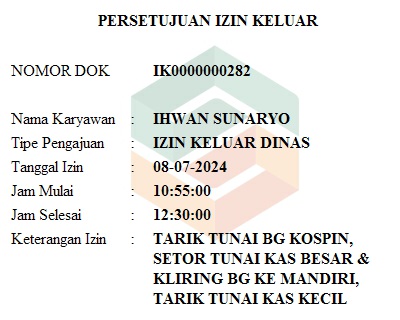 PERSETUJUAN IZIN KELUAR
NOMOR DOK IK0000000282
Nama Karyawan : IHWAN SUNARYO
Tipe Pengajuan : IZIN KELUAR DINAS
Tanggal Izin : 08-07-2024
Jam Mulai : 10:55:00
Jam Selesai : 12:30:00
Keterangan Izin : TARIK TUNAI BG KOSPIN,
SETOR TUNAI KAS BESAR &
KLIRING BG KE MANDIRI,
TARIK TUNAI KAS KECIL